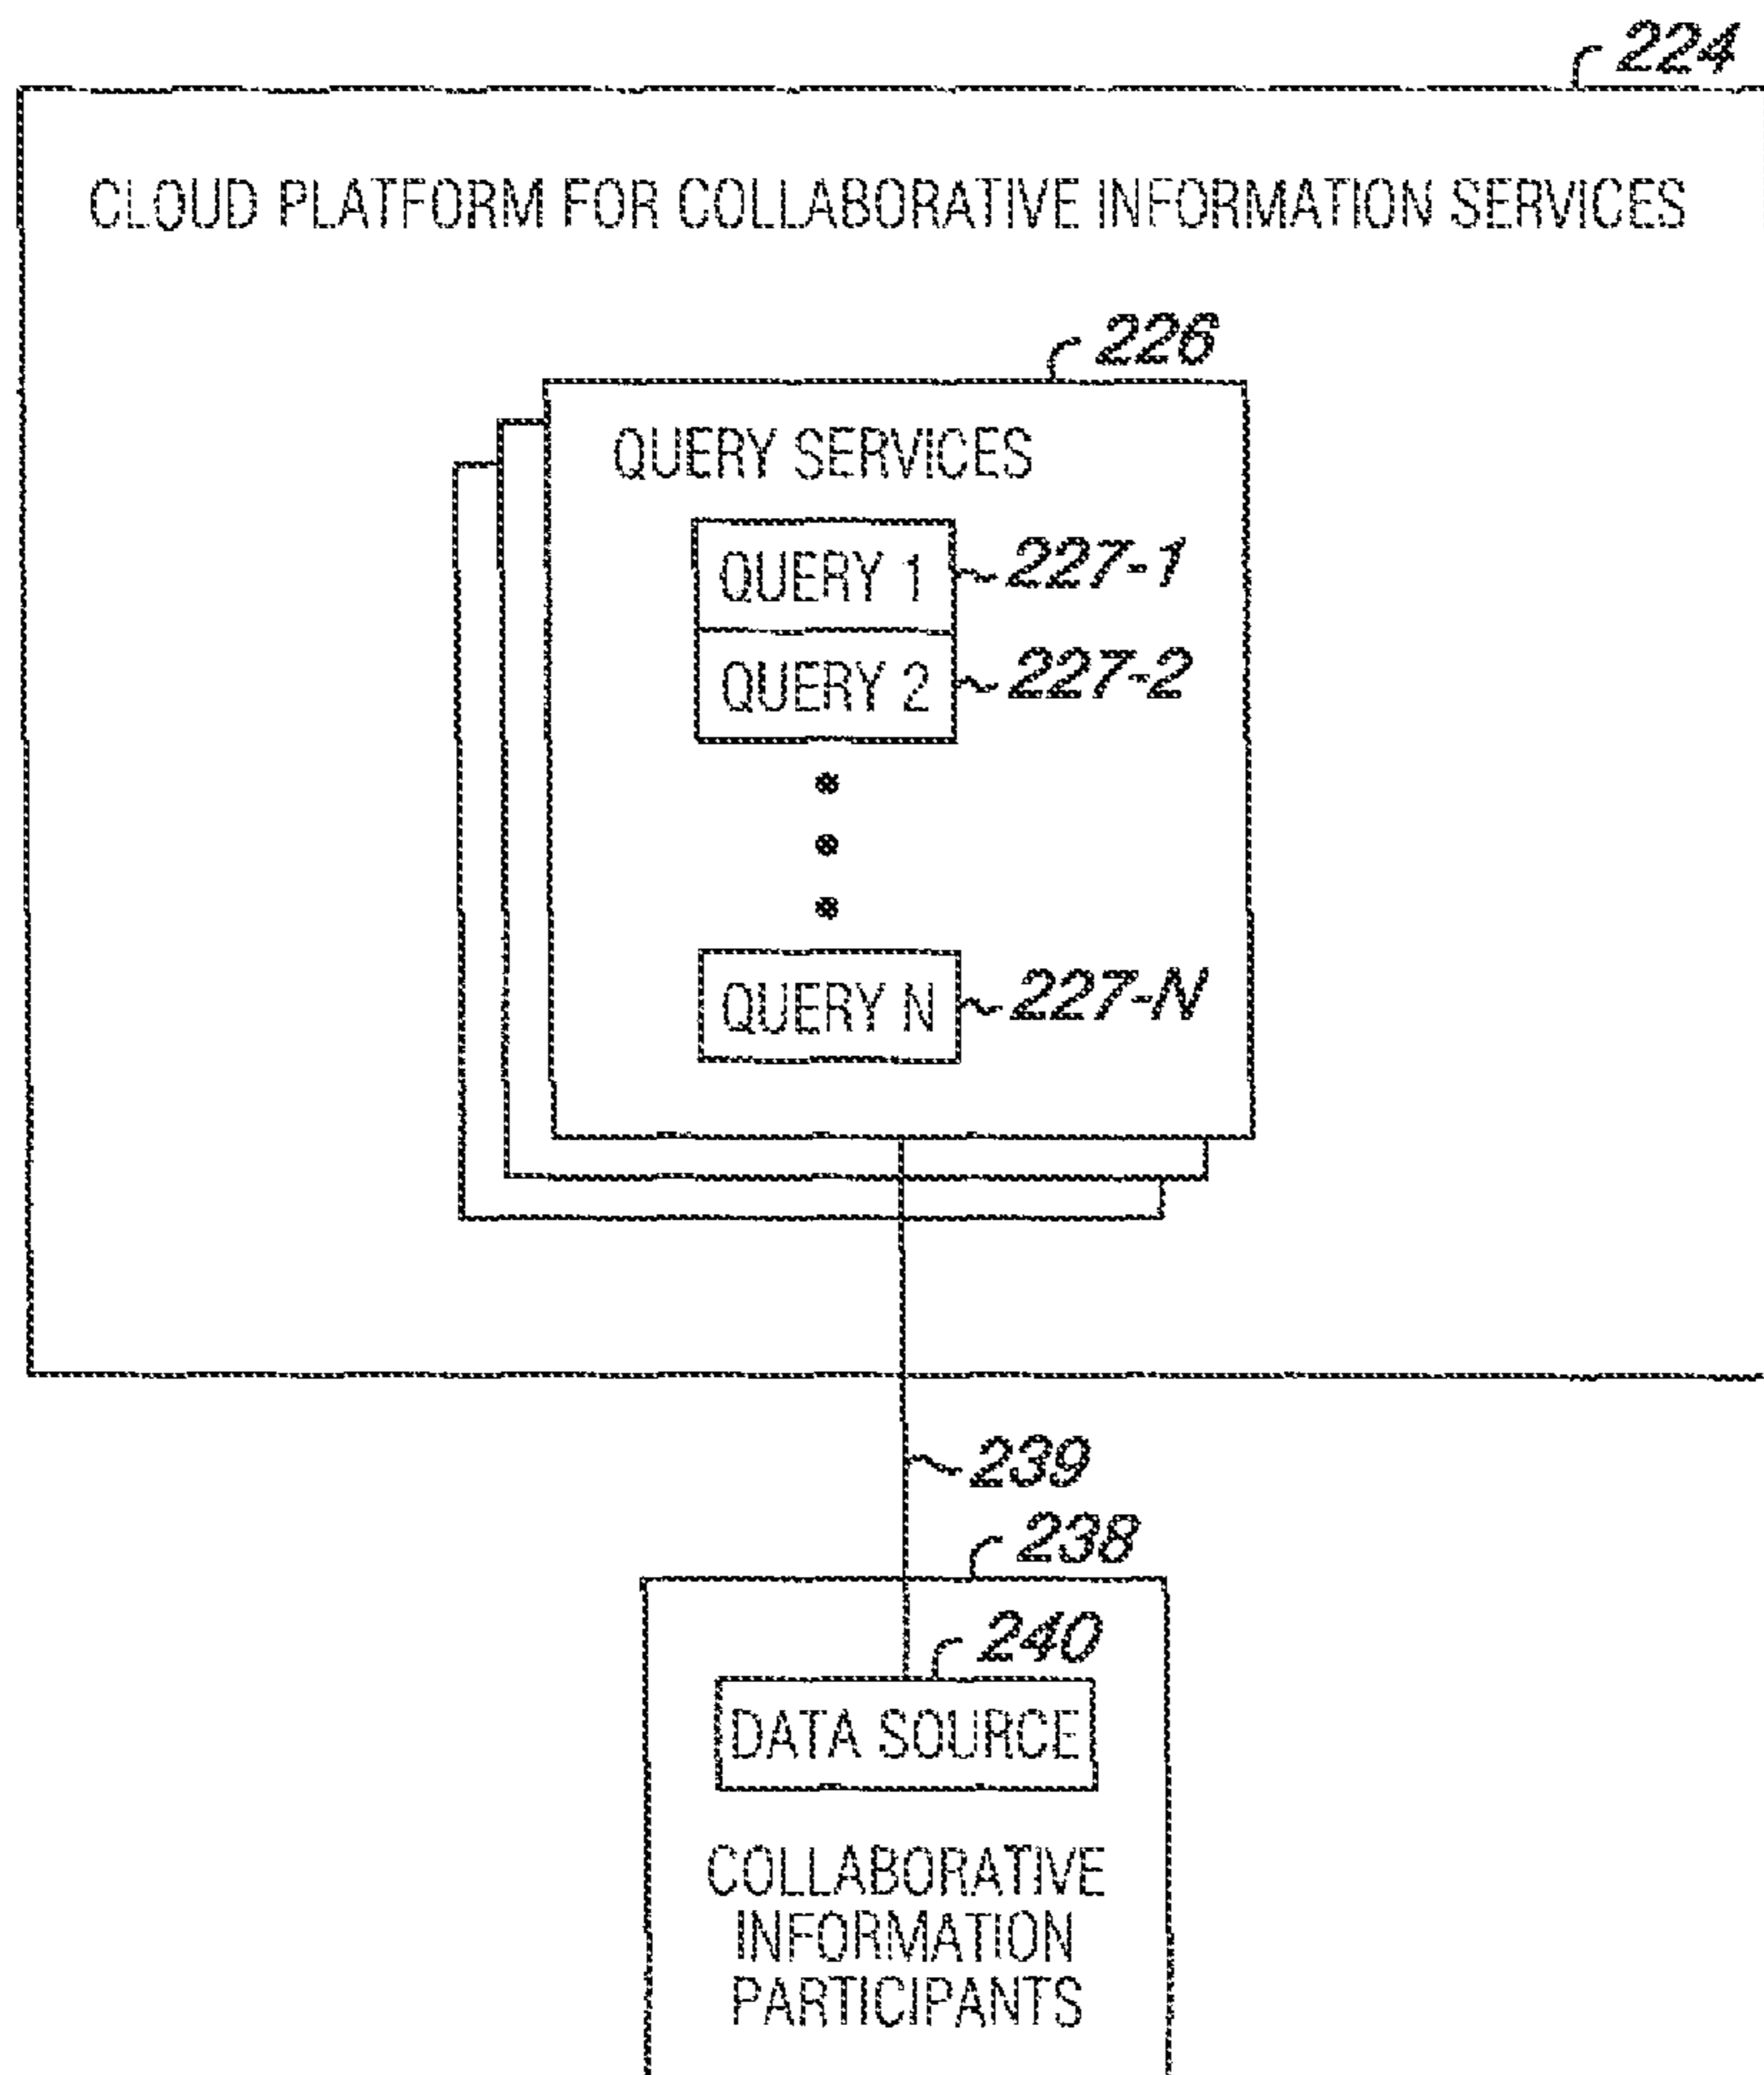 224
CLOUD PLATFORM FOR COLLABORATIVE INFORMATION SERVICES
226
QUERY SERVICES
QUERY 1 227-1
QUERY 2 227-2
QUERY N 227-N
239
238
240
DATA SOURCE
COLLABORATIVE
INFORMATION
PARTICIPANTS